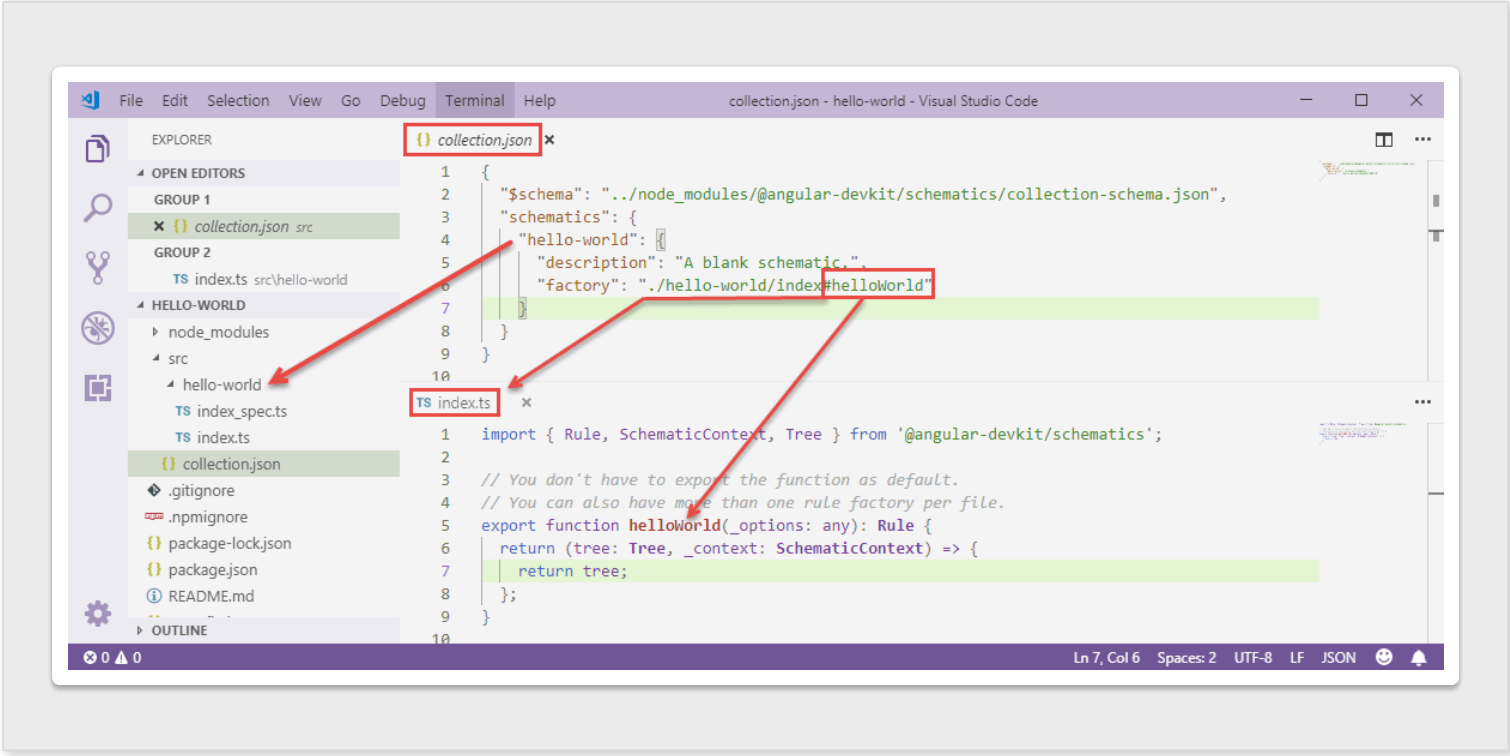 File Edit Selection View Go Debug Terminal Help collection.json - hello-world - Visual Studio Code
EXPLORER
OPEN EDITORS
GROUP 1
{} collection.json src
GROUP 2
TS index.ts src\hello-world
HELLO-WORLD
node_modules
src
hello-world
TS index_spec.ts
TS index.ts
{} collection.json
.gitignore
.npmignore
{} package-lock.json
{} package.json
README.md
OUTLINE
{} collection.json
1 {
2 "$schema": "../node_modules/@angular-devkit/schematics/collection-schema.json",
3 "schematics": {
4 "hello-world": {
5 "description": "A blank schematic.",
6 "factory": "./hello-world/index#helloWorld"
7 }
8 }
9 }
10
TS index.ts
1 import { Rule, SchematicContext, Tree } from '@angular-devkit/schematics';
2
3 // You don't have to export the function as default.
4 // You can also have more than one rule factory per file.
5 export function helloWorld(_options: any): Rule {
6 return (tree: Tree, _context: SchematicContext) => {
7 return tree;
8 };
9 }
10
0 0 Ln 7, Col 6 Spaces: 2 UTF-8 LF JSON